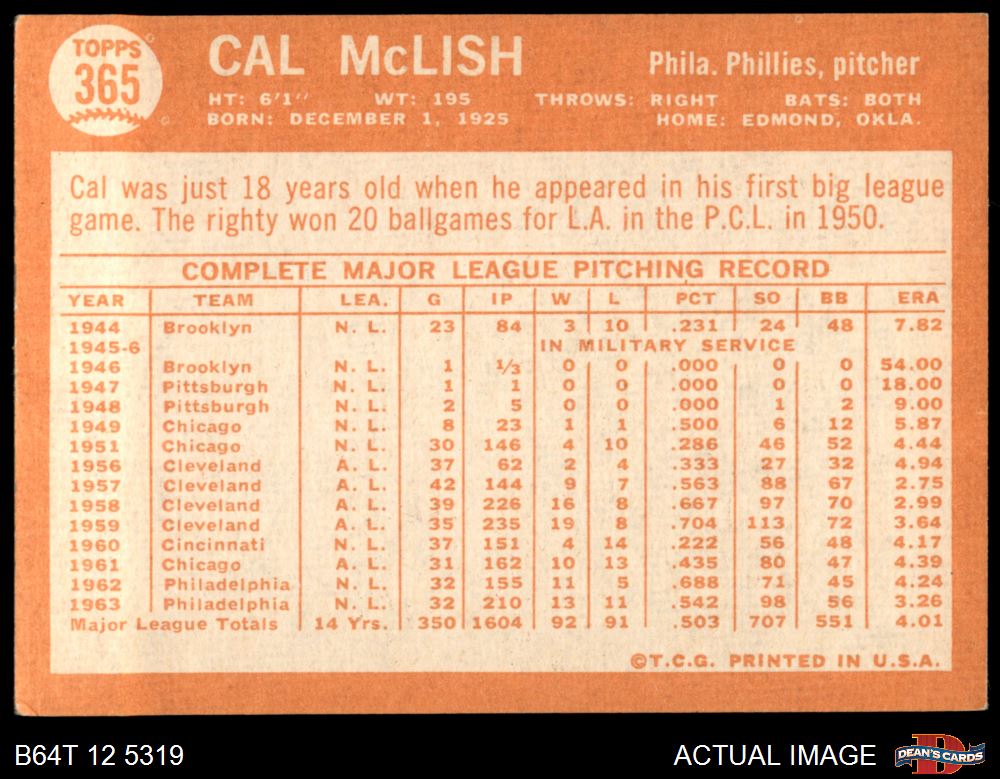 TOPPS
365
CAL McLISH
Phila. Phillies, pitcher
HT: 6'1" WT: 195 THROWS: RIGHT BATS: BOTH
BORN: DECEMBER 1, 1925 HOME: EDMOND, OKLA.
Cal was just 18 years old when he appeared in his first big league
game. The righty won 20 ballgames for L.A. in the P.C.L. in 1950.
COMPLETE MAJOR LEAGUE PITCHING RECORD
YEAR TEAM LEA. G IP W L PCT SO BB ERA
1944 Brooklyn N. L. 23 84 3 10 .231 24 48 7.82
1945-6 IN MILITARY SERVICE
1946 Brooklyn N. L. 1 1/3 0 0 .000 0 0 54.00
1947 Pittsburgh N. L. 1 1 0 0 .000 0 0 18.00
1948 Pittsburgh N. L. 2 5 0 0 .000 1 2 9.00
1949 Chicago N. L. 8 23 1 1 .500 6 12 5.87
1951 Chicago N. L. 30 146 4 10 .286 46 52 4.44
1956 Cleveland A. L. 37 62 2 4 .333 27 32 4.94
1957 Cleveland A. L. 42 144 9 7 .563 88 67 2.75
1958 Cleveland A. L. 39 226 16 8 .667 97 70 2.99
1959 Cleveland A. L. 35 235 19 8 .704 113 72 3.64
1960 Cincinnati N. L. 37 151 4 14 .222 56 48 4.17
1961 Chicago A. L. 31 162 10 13 .435 80 47 4.39
1962 Philadelphia N. L. 32 155 11 5 .688 71 45 4.24
1963 Philadelphia N. L. 32 210 13 11 .542 98 56 3.26
Major League Totals 14 Yrs. 350 1604 92 91 .503 707 551 4.01
©T.C.G. PRINTED IN U.S.A.
B64T 12 5319 ACTUAL IMAGE
D
DEAN'S CARDS